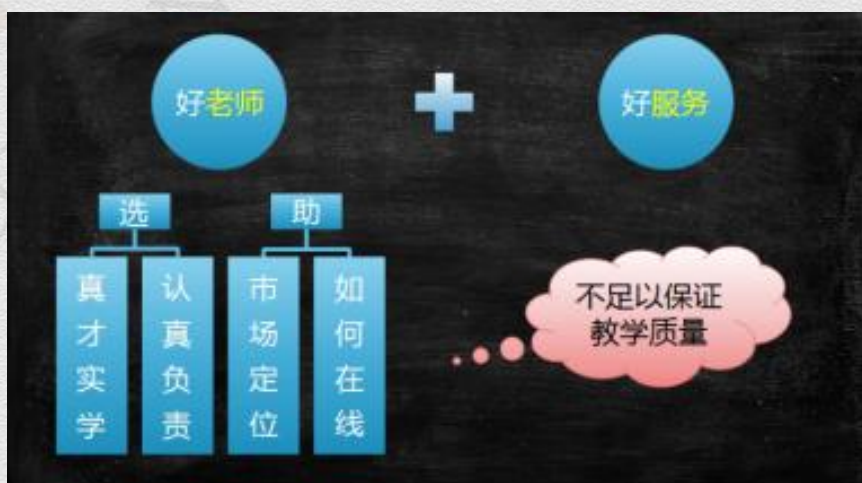 好老师
好服务
选
助
真才实学
认真负责
市场定位
如何在线
不足以保证
教学质量